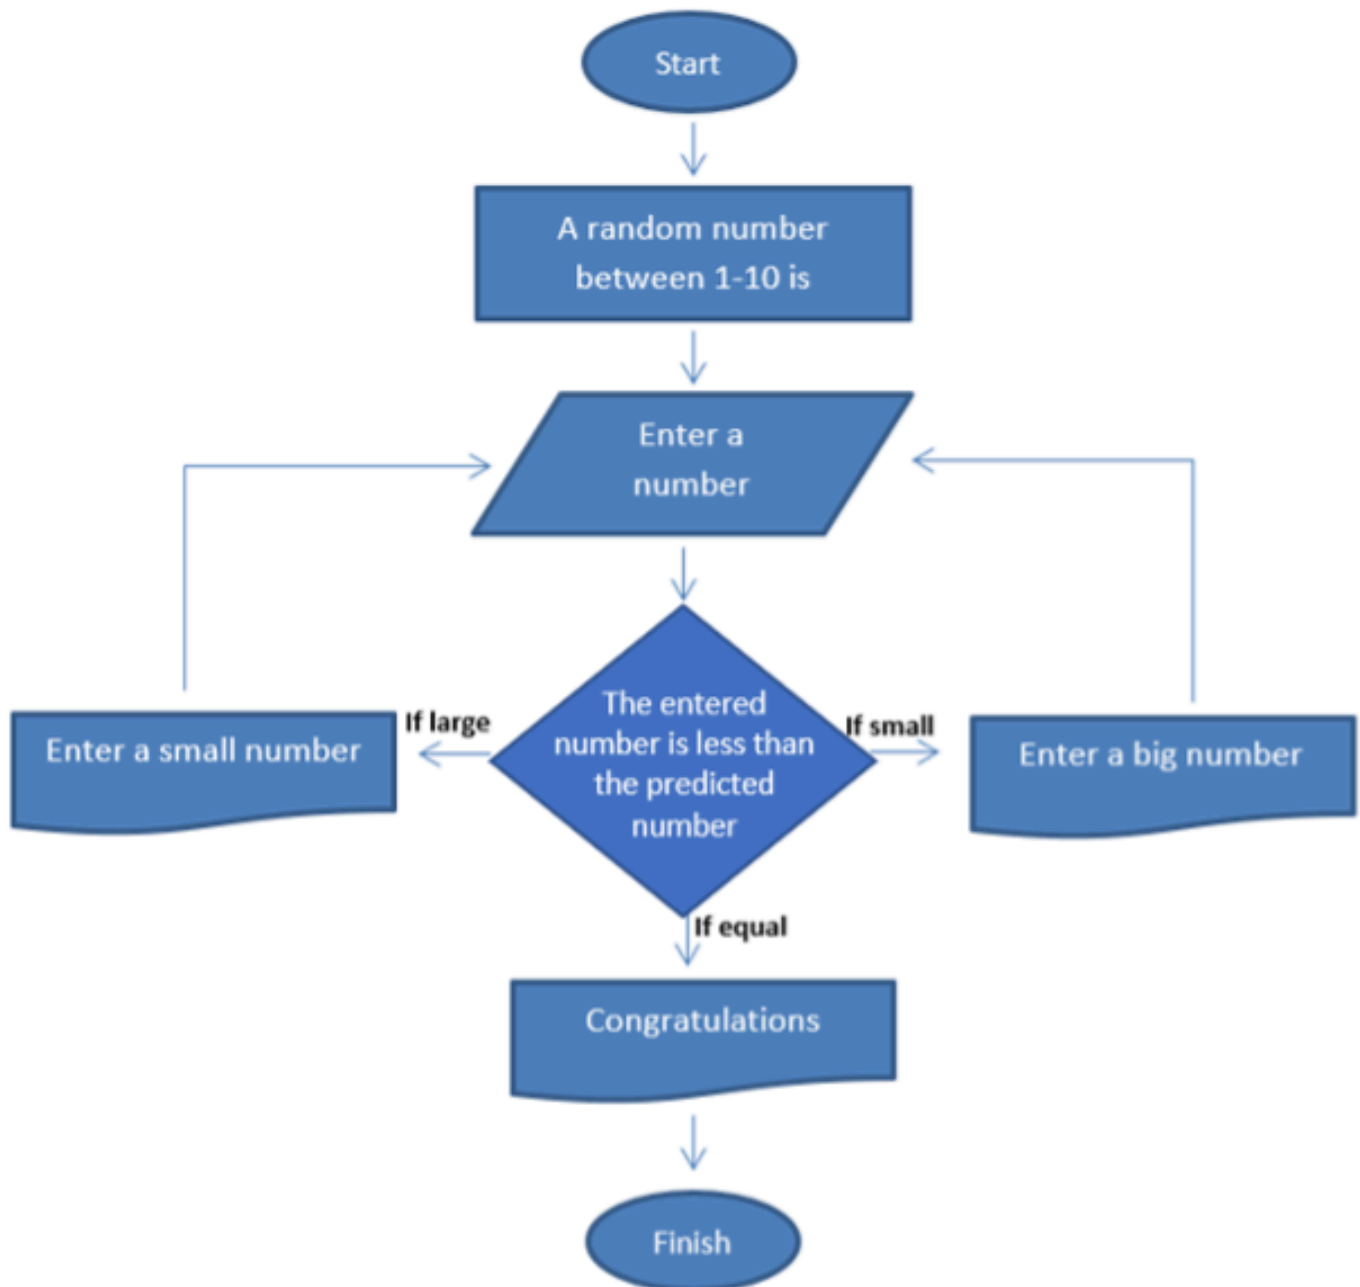 Start
A random number
between 1-10 is
Enter a
number
If large
The entered
number is less than
the predicted
number
If small
Enter a small number
Enter a big number
If equal
Congratulations
Finish